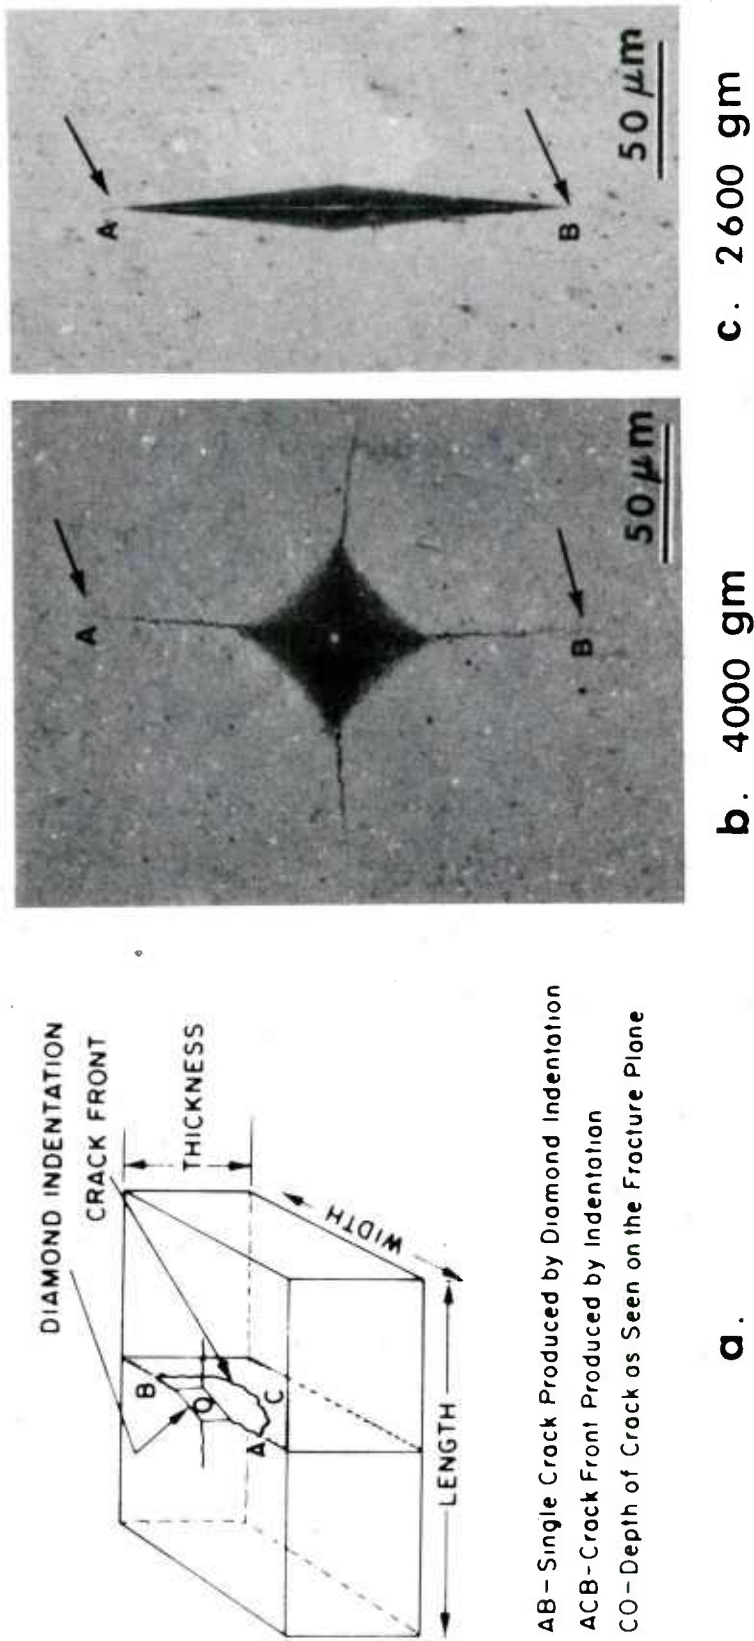 DIAMOND INDENTATION
CRACK FRONT
THICKNESS
WIDTH
LENGTH
B
O
A
C
AB – Single Crack Produced by Diamond Indentation
ACB – Crack Front Produced by Indentation
CO – Depth of Crack as Seen on the Fracture Plane
a.
A
B
50 μm
b. 4000 gm
A
B
50 μm
c. 2600 gm